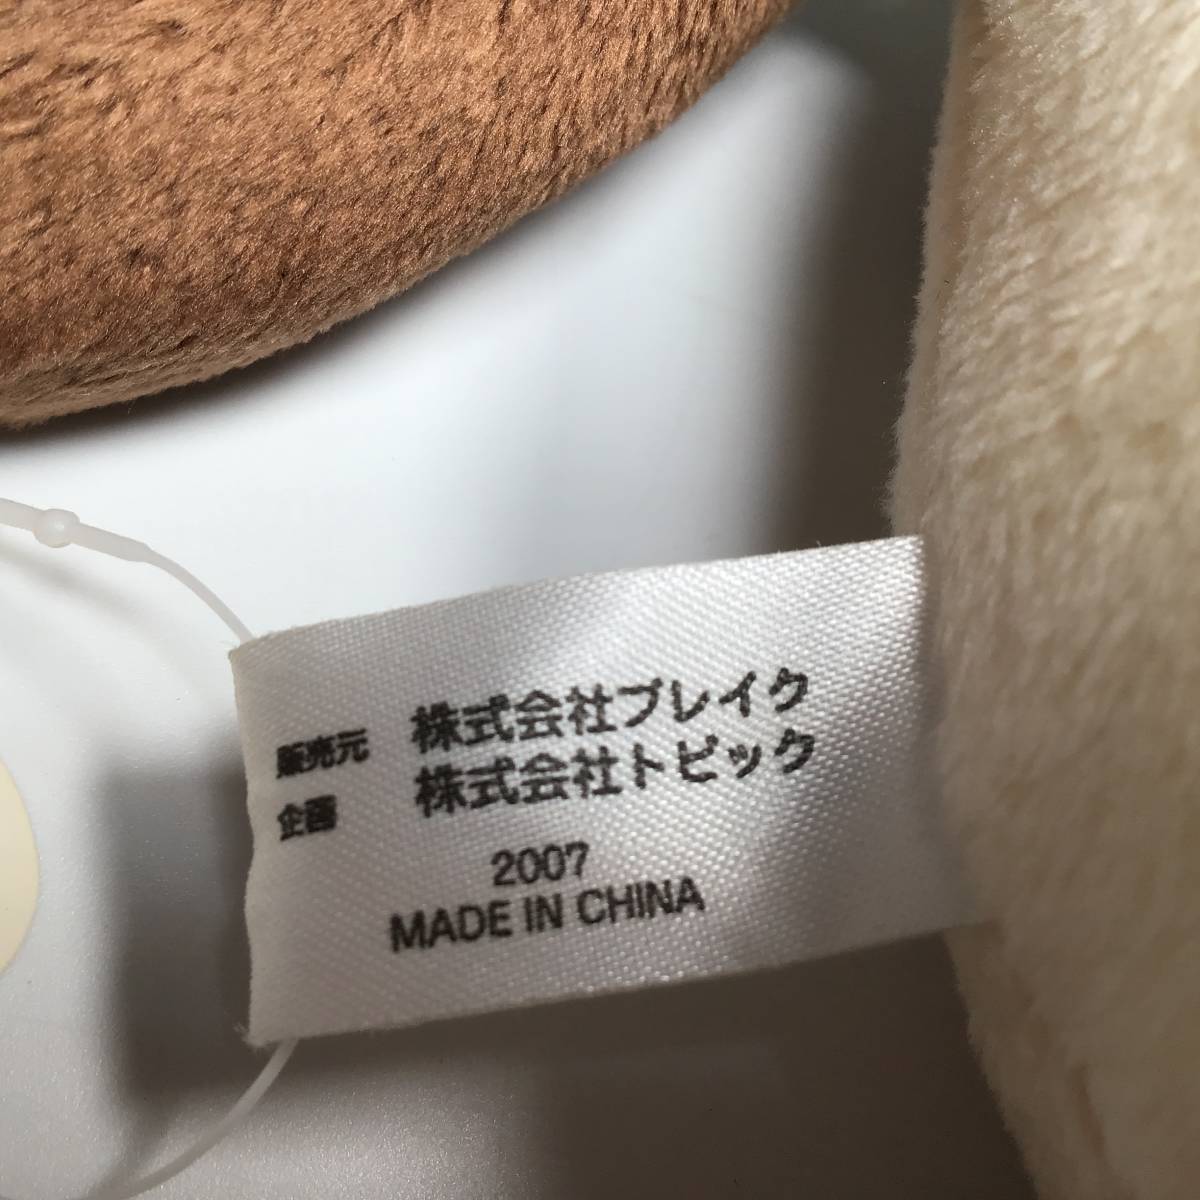 販売元 株式会社ブレイク
企画 株式会社トピック
2007
MADE IN CHINA